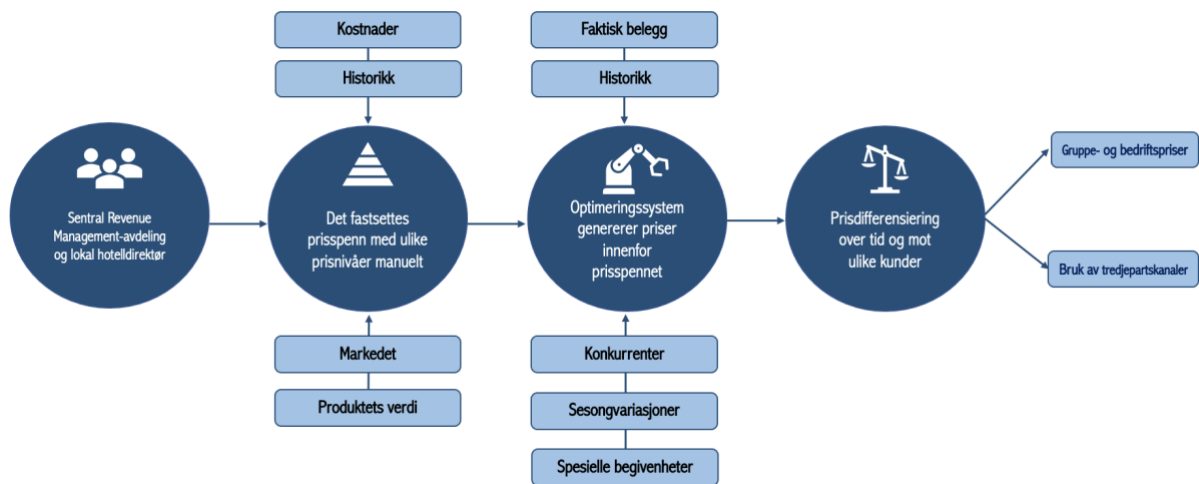 Kostnader
Historikk
Faktisk belegg
Historikk
Sentral Revenue
Management-avdeling
og lokal hotelldirektør
Det fastsettes
prisspenn med ulike
prisnivåer manuelt
Optimeringssystem
genererer priser
innenfor
prisspennet
Prisdifferensiering
over tid og mot
ulike kunder
Gruppe- og bedriftspriser
Bruk av tredjepartskanaler
Markedet
Produktets verdi
Konkurrenter
Sesongvariasjoner
Spesielle begivenheter